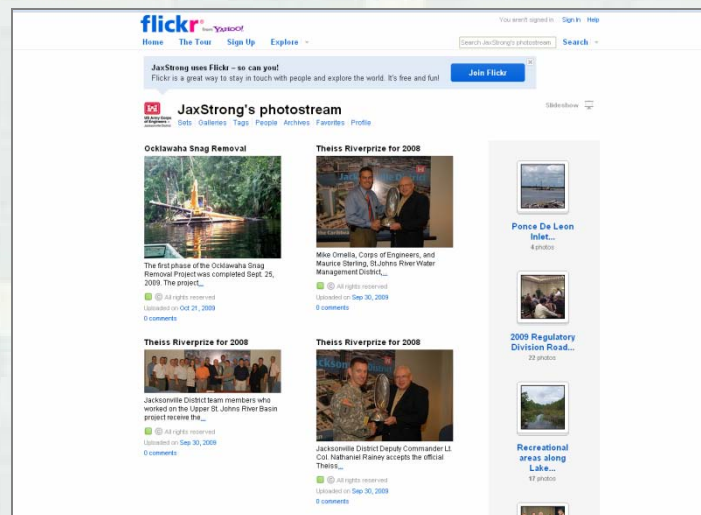 flickr from YAHOO!
You aren't signed in Sign In Help
Home The Tour Sign Up Explore
Search JaxStrong's photostream Search
JaxStrong uses Flickr – so can you!
Flickr is a great way to stay in touch with people and explore the world. It's free and fun!
Join Flickr
US Army Corps
of Engineers
JaxStrong's photostream
Slideshow
Sets Galleries Tags People Archives Favorites Profile
Ocklawaha Snag Removal
The first phase of the Ocklawaha Snag
Removal Project was completed Sept. 25,
2009. The project...
© All rights reserved
Uploaded on Oct 21, 2009
0 comments
Theiss Riverprize for 2008
Mike Ornella, Corps of Engineers, and
Maurice Sterling, St.Johns River Water
Management District,...
© All rights reserved
Uploaded on Sep 30, 2009
0 comments
Theiss Riverprize for 2008
Jacksonville District team members who
worked on the Upper St. Johns River Basin
project receive the...
© All rights reserved
Uploaded on Sep 30, 2009
0 comments
Theiss Riverprize for 2008
Jacksonville District Deputy Commander Lt.
Col. Nathaniel Rainey accepts the official
Theiss...
© All rights reserved
Uploaded on Sep 30, 2009
0 comments
Ponce De Leon
Inlet...
4 photos
2009 Regulatory
Division Road...
22 photos
Recreational
areas along
Lake...
17 photos